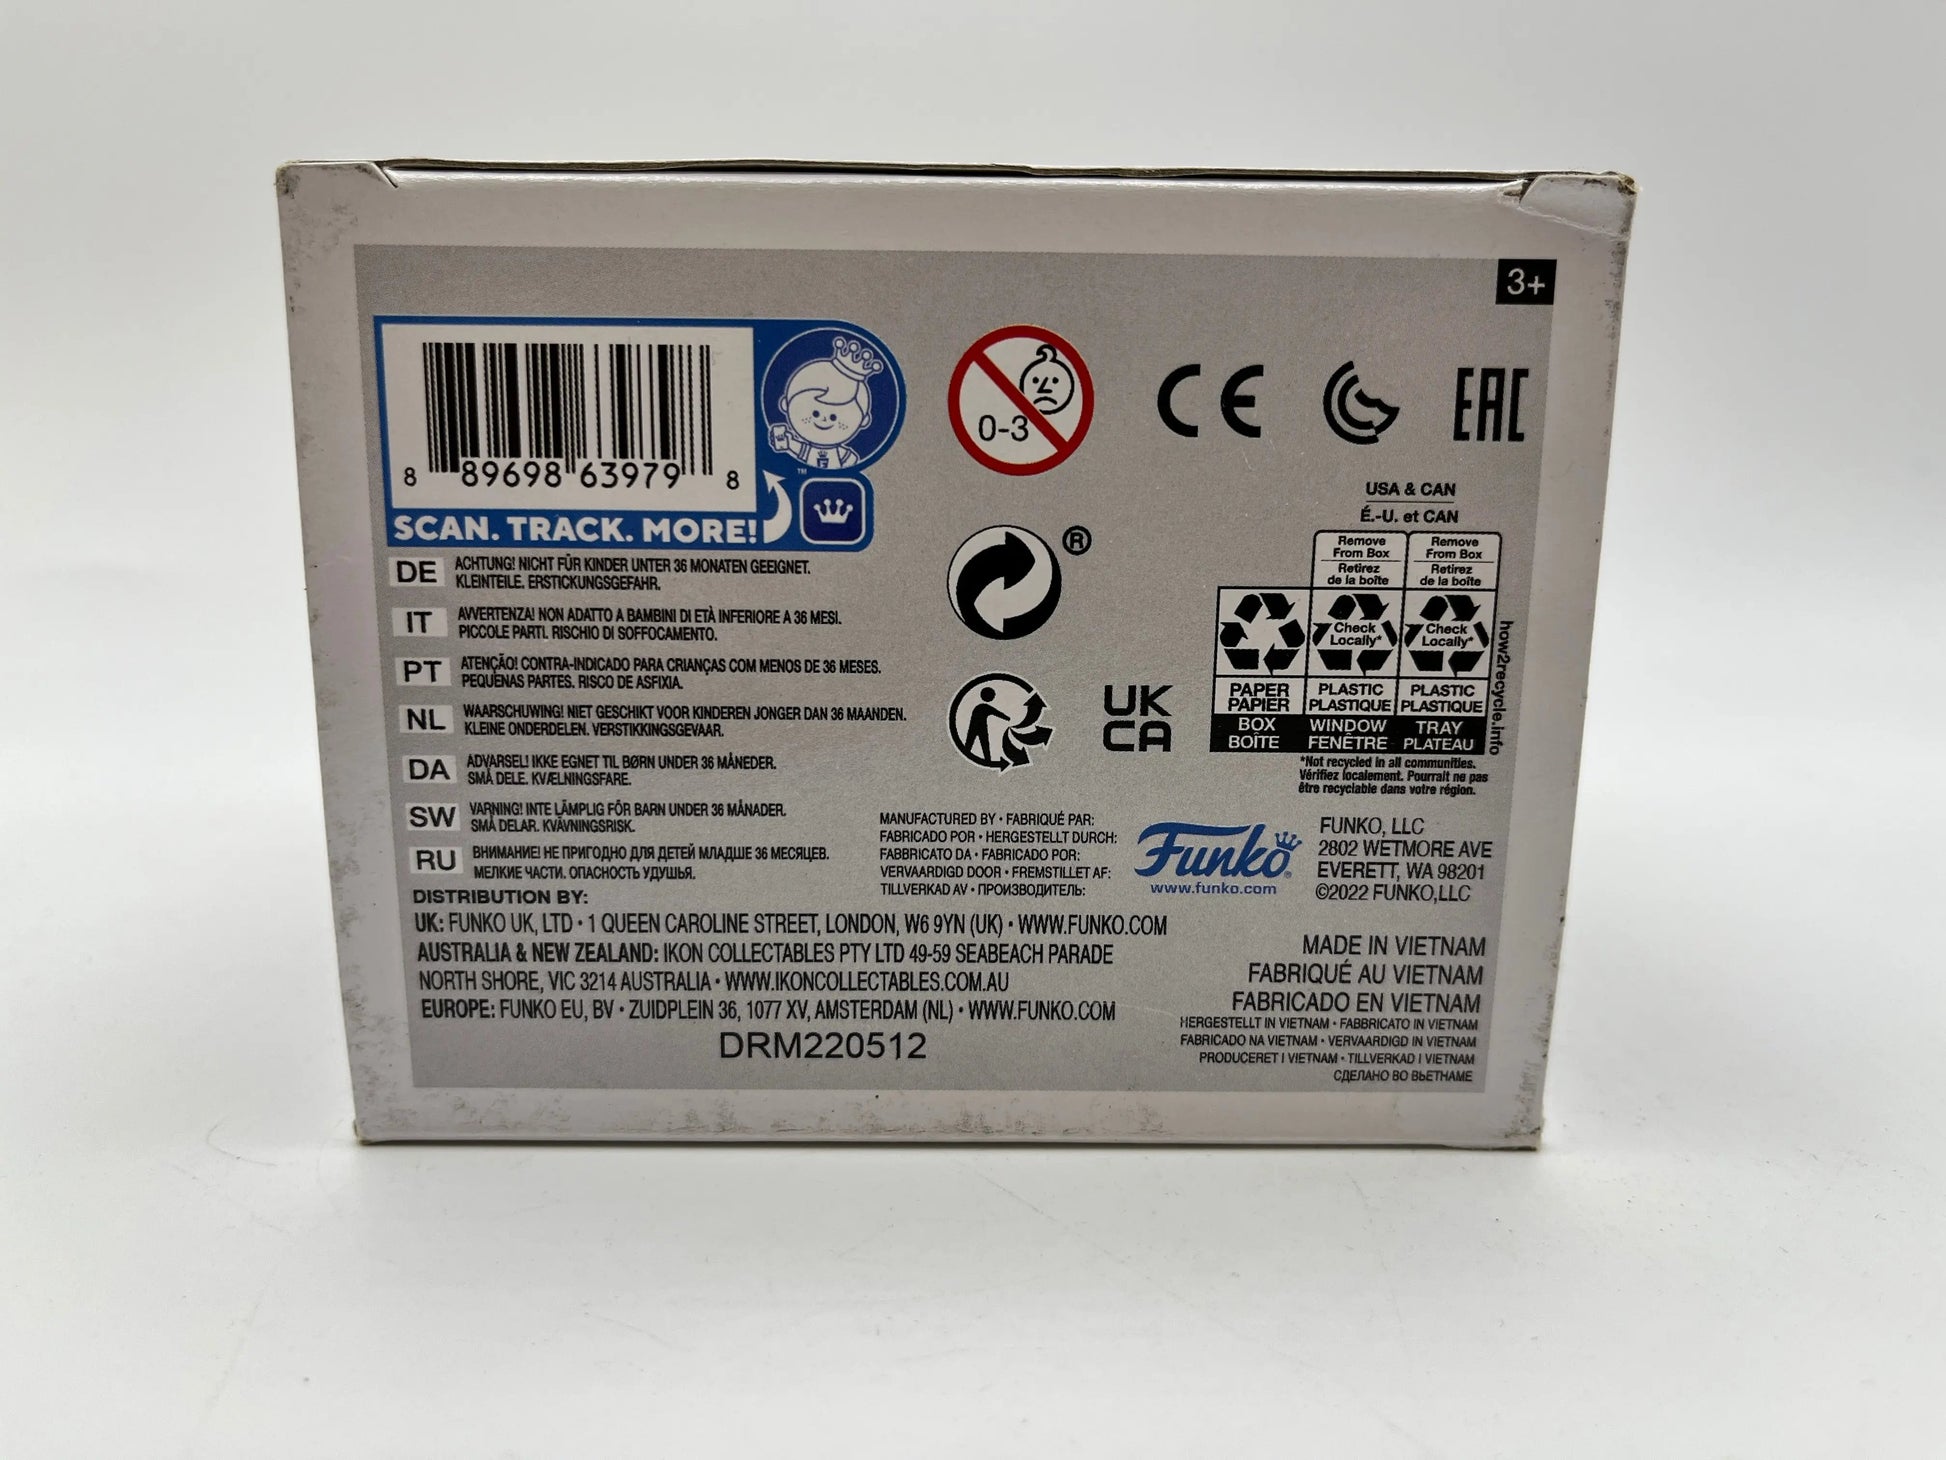 3+
8 89698 63979 8
SCAN. TRACK. MORE!
™
0-3
CE
EAC
DE ACHTUNG! NICHT FÜR KINDER UNTER 36 MONATEN GEEIGNET.
KLEINTEILE. ERSTICKUNGSGEFAHR.
IT AVVERTENZA! NON ADATTO A BAMBINI DI ETÀ INFERIORE A 36 MESI.
PICCOLE PARTI. RISCHIO DI SOFFOCAMENTO.
PT ATENÇÃO! CONTRA-INDICADO PARA CRIANÇAS COM MENOS DE 36 MESES.
PEQUENAS PARTES. RISCO DE ASFIXIA.
NL WAARSCHUWING! NIET GESCHIKT VOOR KINDEREN JONGER DAN 36 MAANDEN.
KLEINE ONDERDELEN. VERSTIKKINGSGEVAAR.
DA ADVARSEL! IKKE EGNET TIL BØRN UNDER 36 MÅNEDER.
SMÅ DELE. KVÆLNINGSFARE.
SW VARNING! INTE LÄMPLIG FÖR BARN UNDER 36 MÅNADER.
SMÅ DELAR. KVÄVNINGSRISK.
RU ВНИМАНИЕ! НЕ ПРИГОДНО ДЛЯ ДЕТЕЙ МЛАДШЕ 36 МЕСЯЦЕВ.
МЕЛКИЕ ЧАСТИ. ОПАСНОСТЬ УДУШЬЯ.
®
UK
CA
USA & CAN
É.-U. et CAN
Remove
From Box
Retirez
de la boîte
Remove
From Box
Retirez
de la boîte
Check
Locally*
Check
Locally*
PAPER
PAPIER
BOX
BOÎTE
PLASTIC
PLASTIQUE
WINDOW
FENÊTRE
PLASTIC
PLASTIQUE
TRAY
PLATEAU
how2recycle.info
*Not recycled in all communities.
Vérifiez localement. Pourrait ne pas
être recyclable dans votre région.
MANUFACTURED BY • FABRIQUÉ PAR:
FABRICADO POR • HERGESTELLT DURCH:
FABBRICATO DA • FABRICADO POR:
VERVAARDIGD DOOR • FREMSTILLET AF:
TILLVERKAD AV • ПРОИЗВОДИТЕЛЬ:
Funko®
www.funko.com
FUNKO, LLC
2802 WETMORE AVE
EVERETT, WA 98201
©2022 FUNKO,LLC
DISTRIBUTION BY:
UK: FUNKO UK, LTD • 1 QUEEN CAROLINE STREET, LONDON, W6 9YN (UK) • WWW.FUNKO.COM
AUSTRALIA & NEW ZEALAND: IKON COLLECTABLES PTY LTD 49-59 SEABEACH PARADE
NORTH SHORE, VIC 3214 AUSTRALIA • WWW.IKONCOLLECTABLES.COM.AU
EUROPE: FUNKO EU, BV • ZUIDPLEIN 36, 1077 XV, AMSTERDAM (NL) • WWW.FUNKO.COM
DRM220512
MADE IN VIETNAM
FABRIQUÉ AU VIETNAM
FABRICADO EN VIETNAM
HERGESTELLT IN VIETNAM • FABBRICATO IN VIETNAM
FABRICADO NA VIETNAM • VERVAARDIGD IN VIETNAM
PRODUCERET I VIETNAM • TILLVERKAD I VIETNAM
СДЕЛАНО ВО ВЬЕТНАМЕ